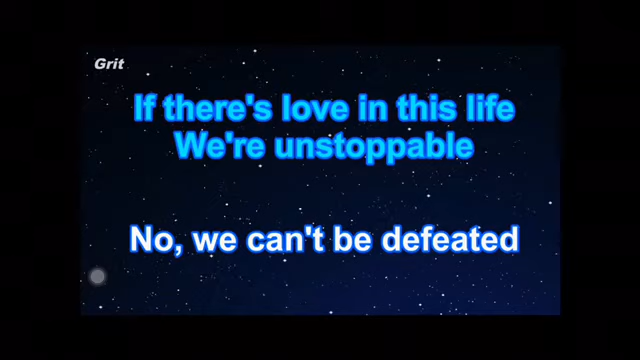 Grit
If there's love in this life
We're unstoppable
No, we can't be defeated